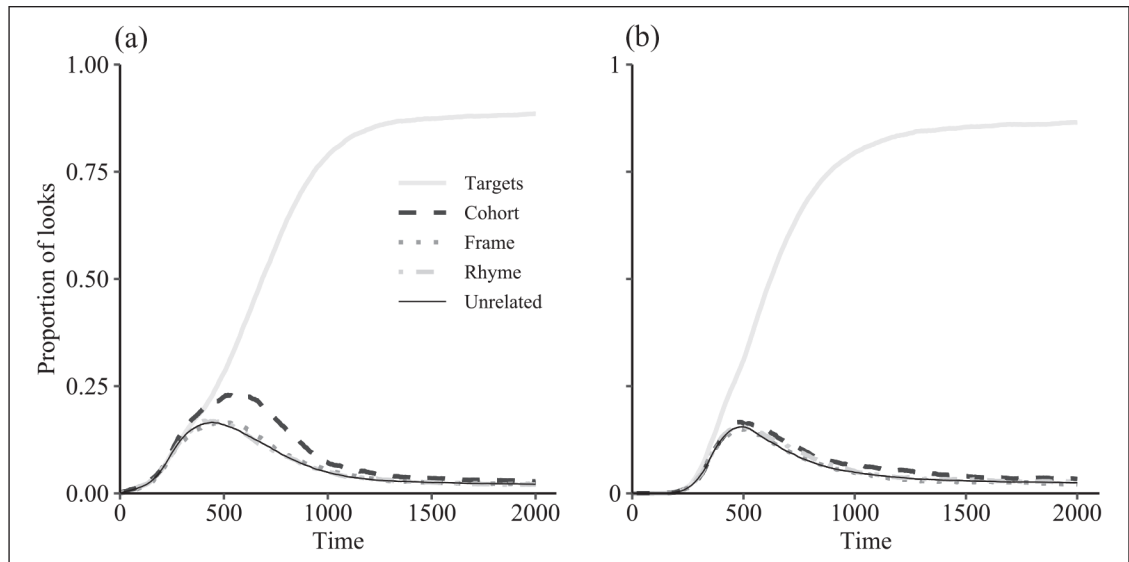 (a)
1.00
0.75
0.50
0.25
0.00
Proportion of looks
Targets
Cohort
Frame
Rhyme
Unrelated
0 500 1000 1500 2000
Time
(b)
1
0
0 500 1000 1500 2000
Time